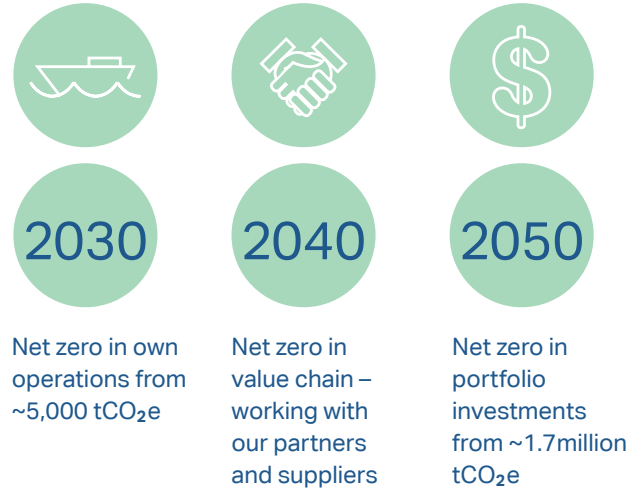 2030
Net zero in own
operations from
~5,000 tCO₂e
2040
Net zero in
value chain –
working with
our partners
and suppliers
2050
Net zero in
portfolio
investments
from ~1.7million
tCO₂e